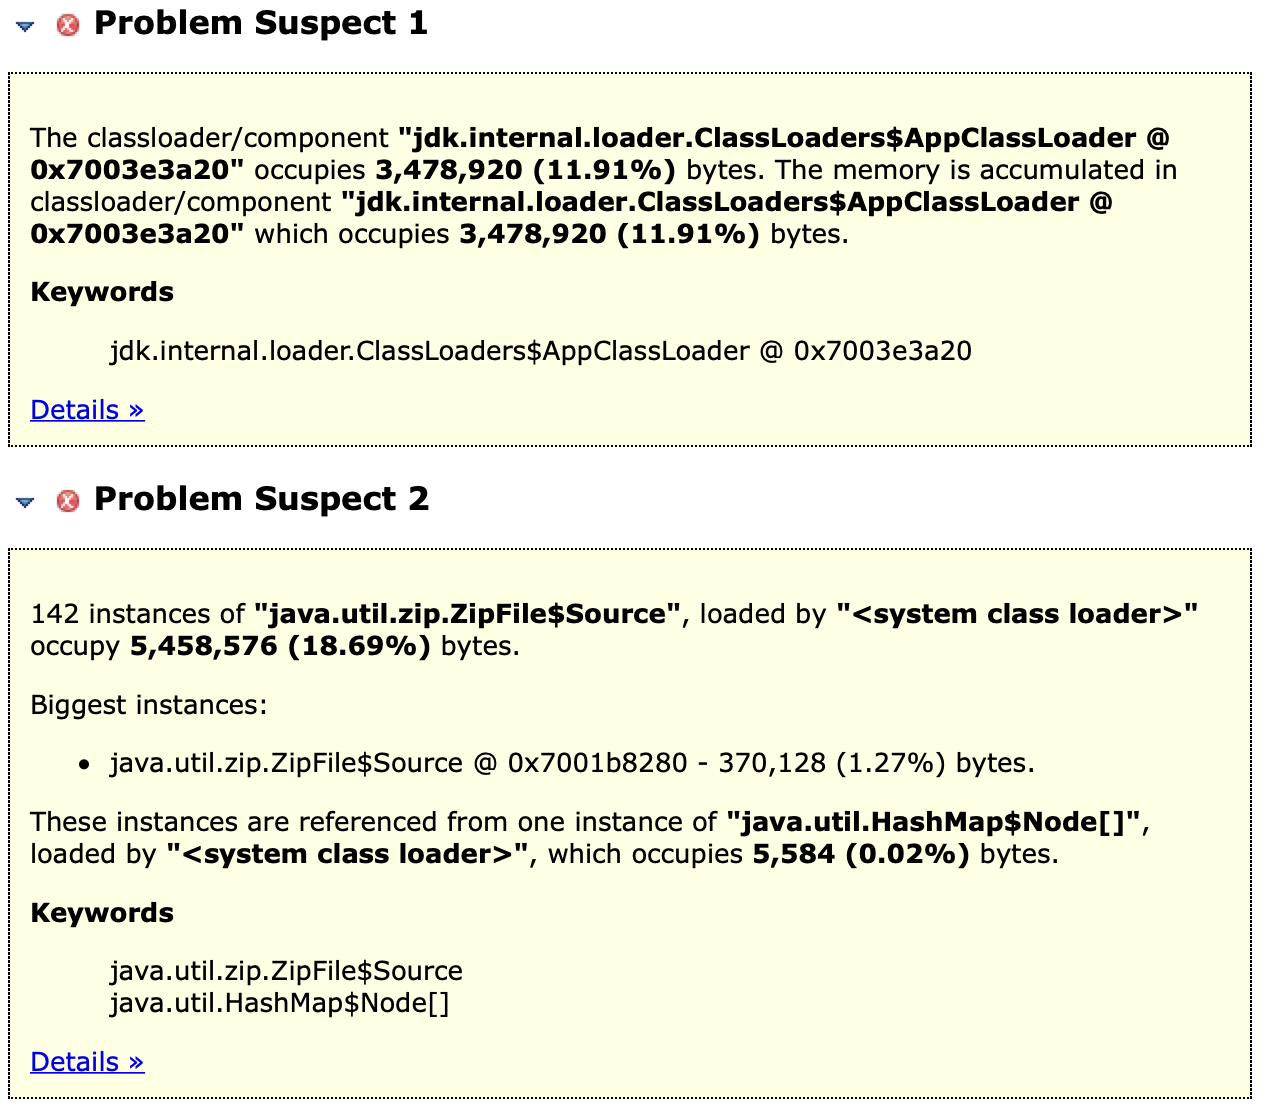 Problem Suspect 1
The classloader/component "jdk.internal.loader.ClassLoaders$AppClassLoader @
0x7003e3a20" occupies 3,478,920 (11.91%) bytes. The memory is accumulated in
classloader/component "jdk.internal.loader.ClassLoaders$AppClassLoader @
0x7003e3a20" which occupies 3,478,920 (11.91%) bytes.
Keywords
jdk.internal.loader.ClassLoaders$AppClassLoader @ 0x7003e3a20
Details »
Problem Suspect 2
142 instances of "java.util.zip.ZipFile$Source", loaded by "<system class loader>"
occupy 5,458,576 (18.69%) bytes.
Biggest instances:
• java.util.zip.ZipFile$Source @ 0x7001b8280 - 370,128 (1.27%) bytes.
These instances are referenced from one instance of "java.util.HashMap$Node[]",
loaded by "<system class loader>", which occupies 5,584 (0.02%) bytes.
Keywords
java.util.zip.ZipFile$Source
java.util.HashMap$Node[]
Details »